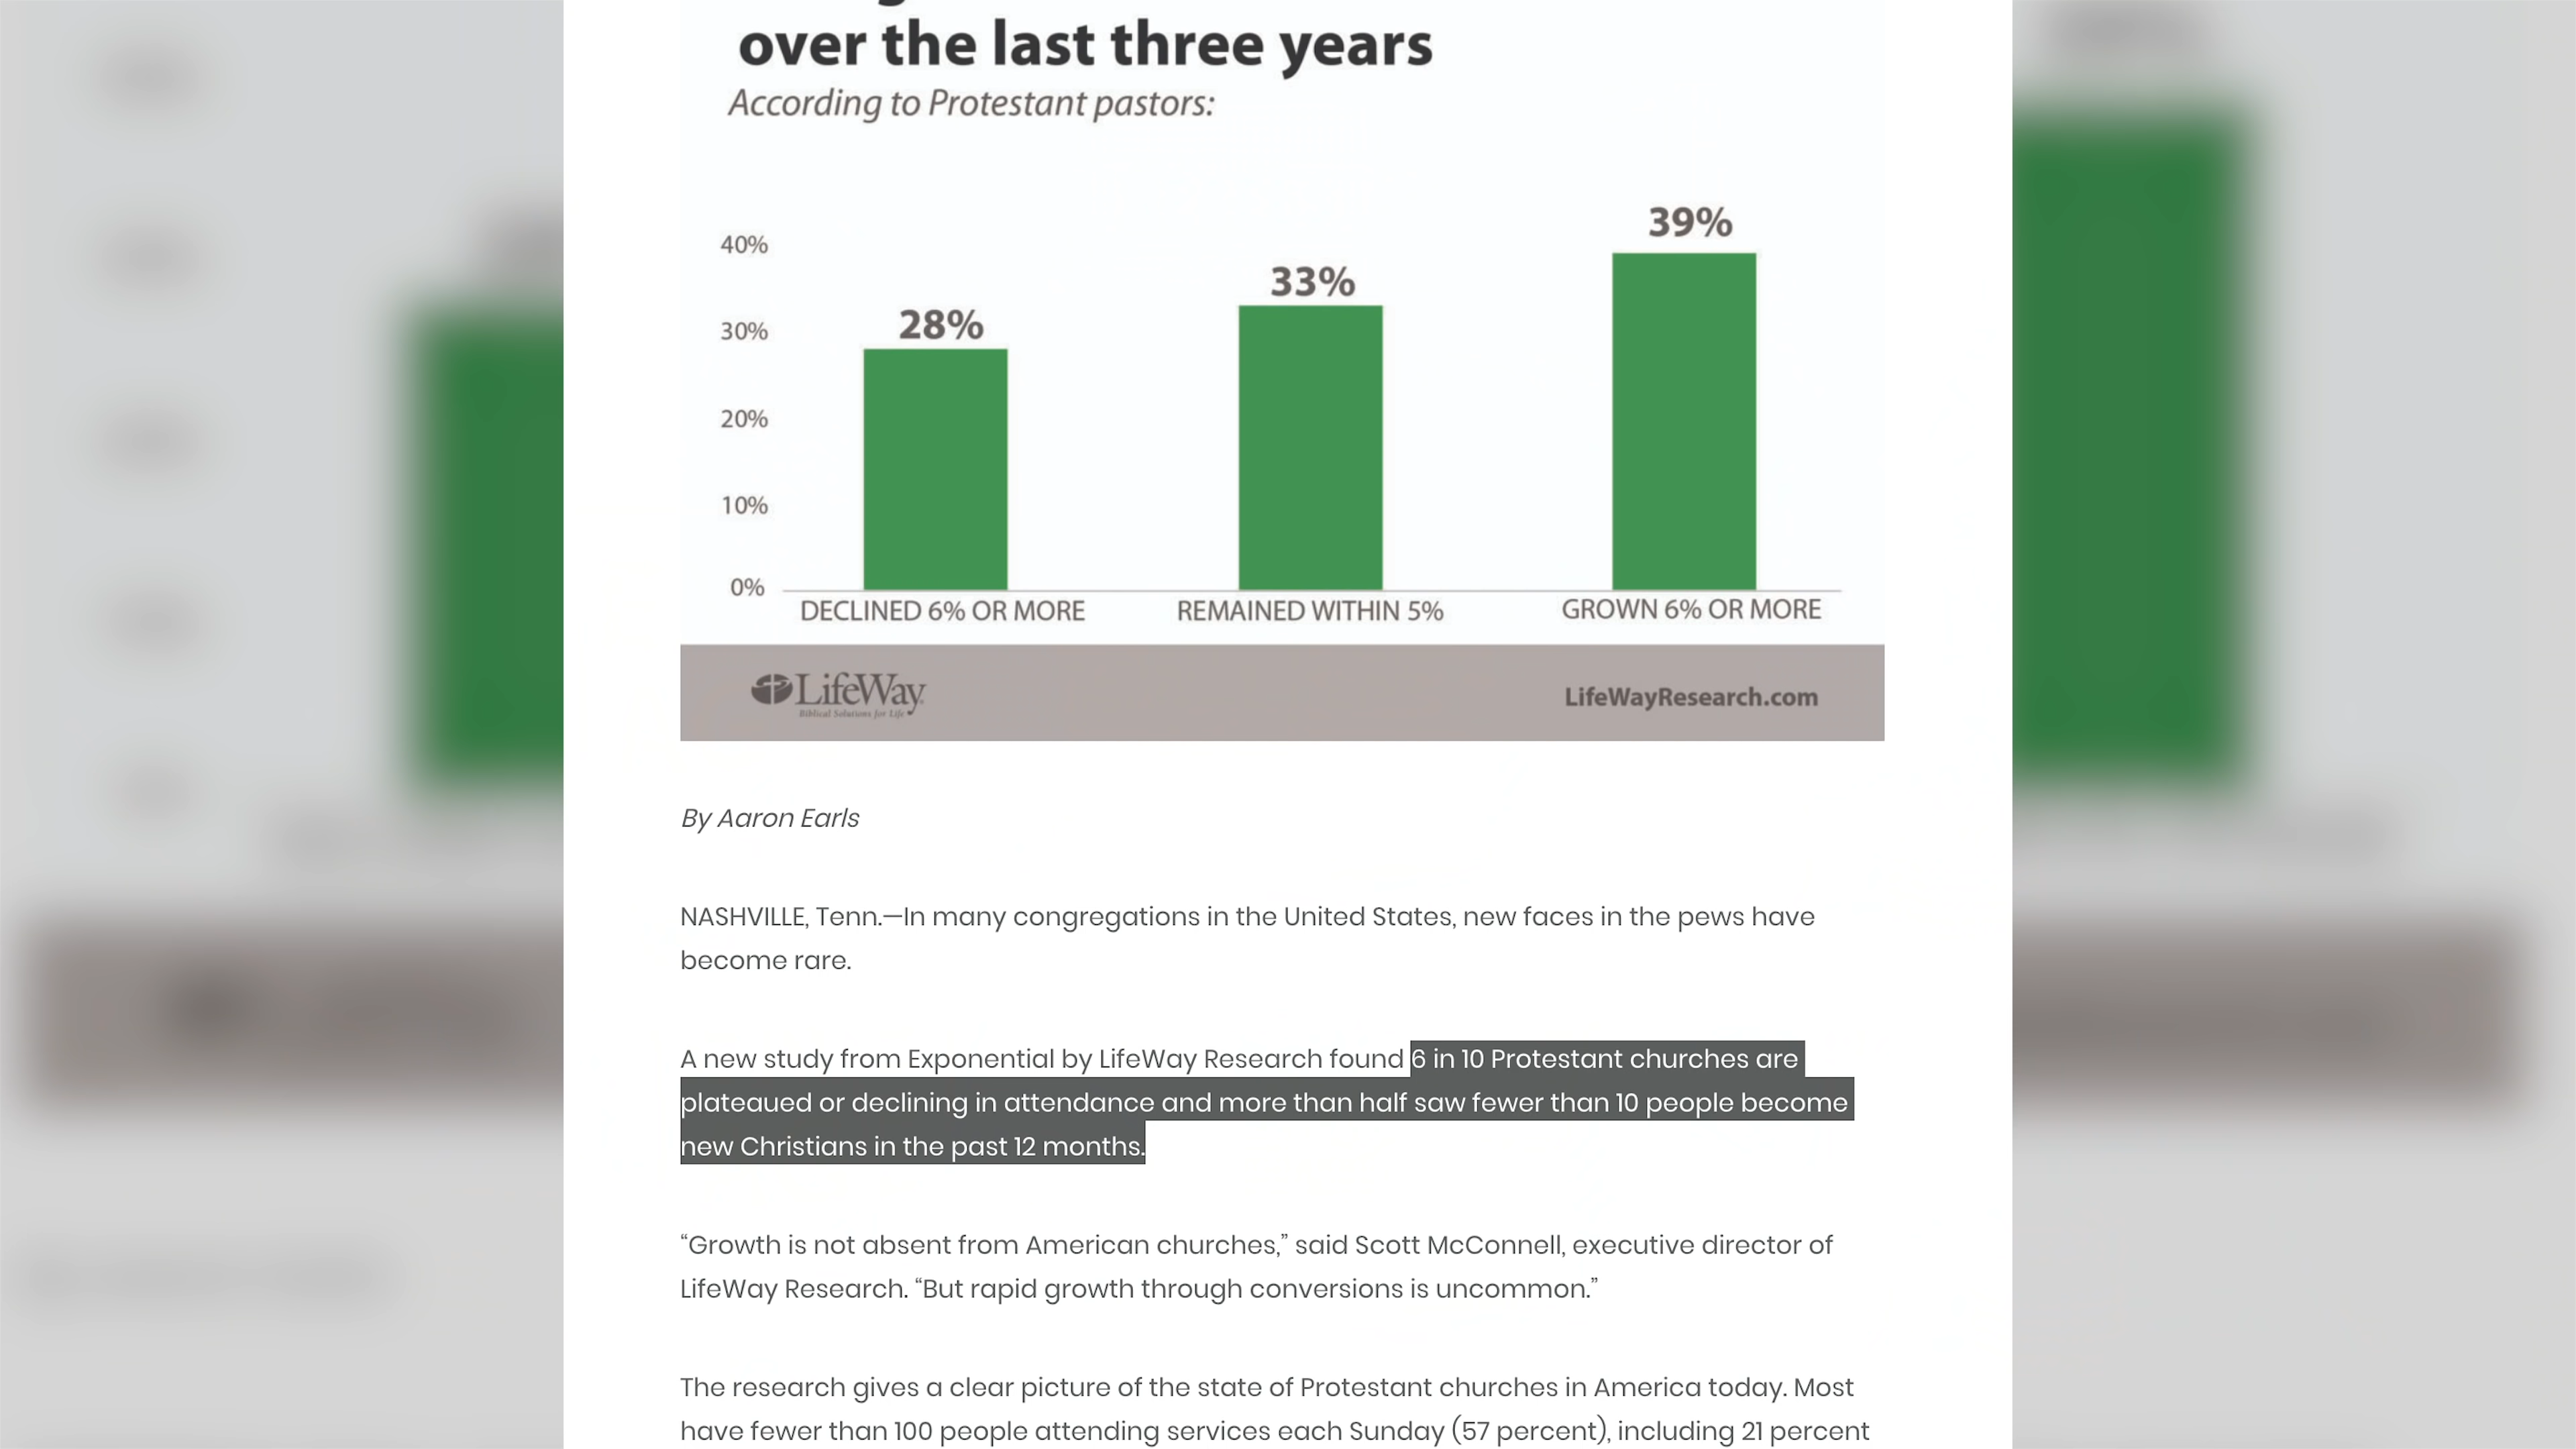 over the last three years
According to Protestant pastors:
39%
40%
33%
28%
30%
20%
10%
0%
DECLINED 6% OR MORE REMAINED WITHIN 5% GROWN 6% OR MORE
LifeWay
Biblical Solutions for Life
LifeWayResearch.com
By Aaron Earls
NASHVILLE, Tenn.—In many congregations in the United States, new faces in the pews have
become rare.
A new study from Exponential by LifeWay Research found 6 in 10 Protestant churches are
plateaued or declining in attendance and more than half saw fewer than 10 people become
new Christians in the past 12 months.
“Growth is not absent from American churches,” said Scott McConnell, executive director of
LifeWay Research. “But rapid growth through conversions is uncommon.”
The research gives a clear picture of the state of Protestant churches in America today. Most
have fewer than 100 people attending services each Sunday (57 percent), including 21 percent